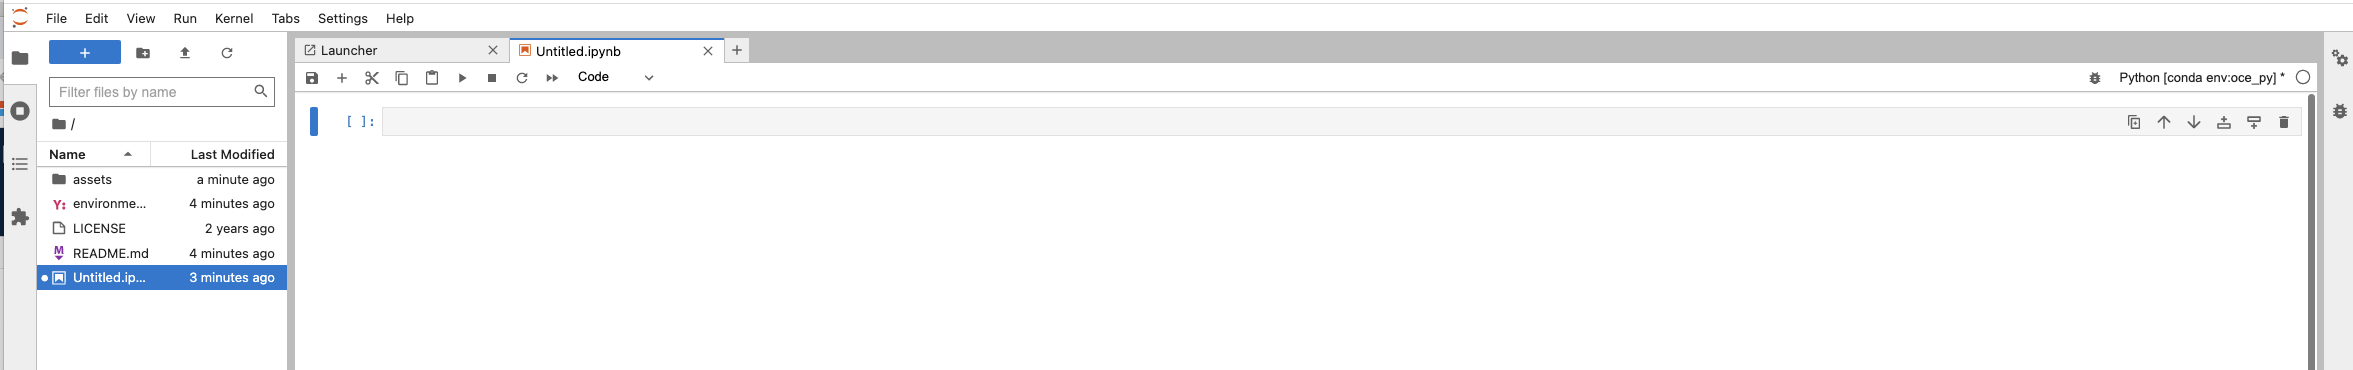 File Edit View Run Kernel Tabs Settings Help
+
Filter files by name
/
Name Last Modified
assets a minute ago
Y: environme... 4 minutes ago
LICENSE 2 years ago
M README.md 4 minutes ago
Untitled.ip... 3 minutes ago
Launcher Untitled.ipynb
Code Python [conda env:oce_py] *
[ ]: